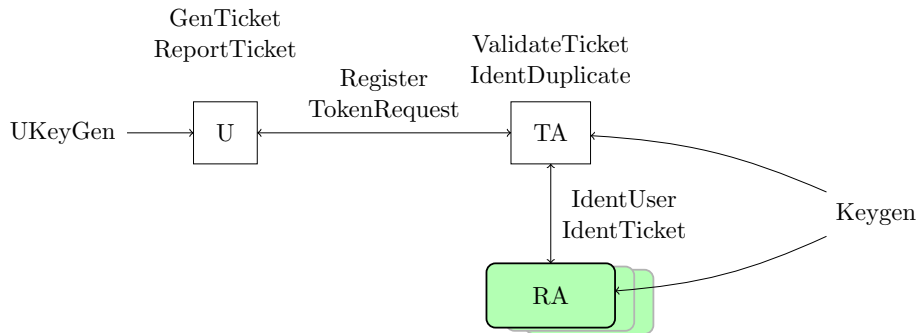 GenTicket
ReportTicket
ValidateTicket
IdentDuplicate
Register
TokenRequest
UKeyGen
U
TA
IdentUser
IdentTicket
Keygen
RA